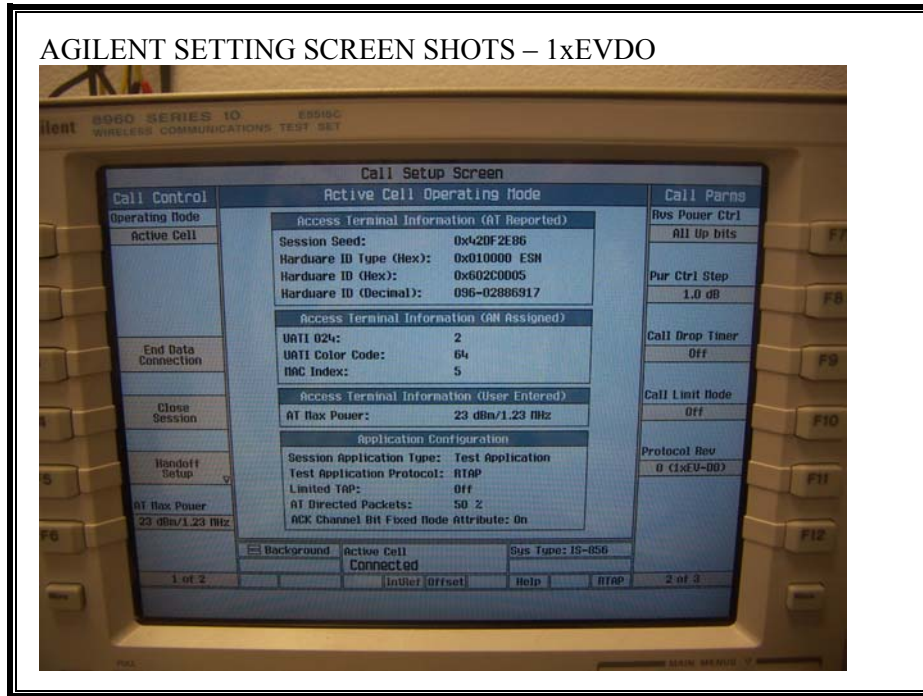 AGILENT SETTING SCREEN SHOTS – 1xEVDO
ilent 8960 SERIES 10 E5515C
WIRELESS COMMUNICATIONS TEST SET
Call Setup Screen
Call Control
Active Cell Operating Mode
Call Parms
Operating Mode
Active Cell
End Data
Connection
Close
Session
Handoff
Setup
AT Max Power
23 dBm/1.23 MHz
1 of 2
Access Terminal Information (AT Reported)
Session Seed: 0x420F2E86
Hardware ID Type (Hex): 0x010000 ESN
Hardware ID (Hex): 0x602C0D05
Hardware ID (Decimal): 096-02886917
Access Terminal Information (AN Assigned)
UATI 024: 2
UATI Color Code: 64
MAC Index: 5
Access Terminal Information (User Entered)
AT Max Power: 23 dBm/1.23 MHz
Application Configuration
Session Application Type: Test Application
Test Application Protocol: RTAP
Limited TAP: Off
AT Directed Packets: 50 %
ACK Channel Bit Fixed Mode Attribute: On
Background
Active Cell
Sys Type: IS-856
Connected
IntRef Offset
Help
RTAP
Rvs Power Ctrl
All Up bits
Pwr Ctrl Step
1.0 dB
Call Drop Timer
Off
Call Limit Mode
Off
Protocol Rev
0 (1xEV-DO)
2 of 3
F7
F8
F9
F10
F11
F12
F6
More
MAIN MENUS